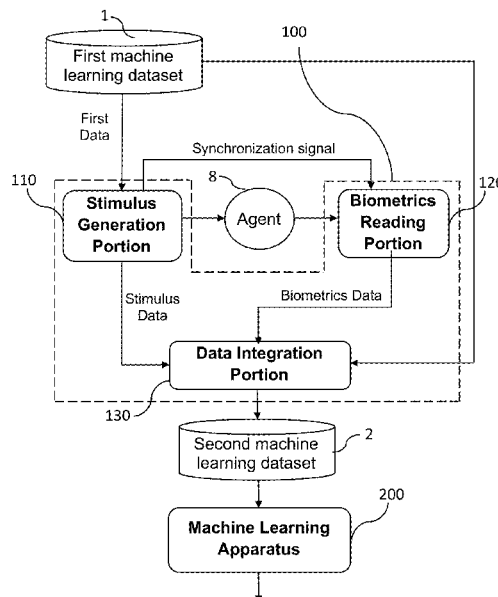 1
First machine
learning dataset
100
First
Data
Synchronization signal
110
8
120
Stimulus
Generation
Portion
Agent
Biometrics
Reading
Portion
Stimulus
Data
Biometrics Data
Data Integration
Portion
130
Second machine
learning dataset
2
200
Machine Learning
Apparatus